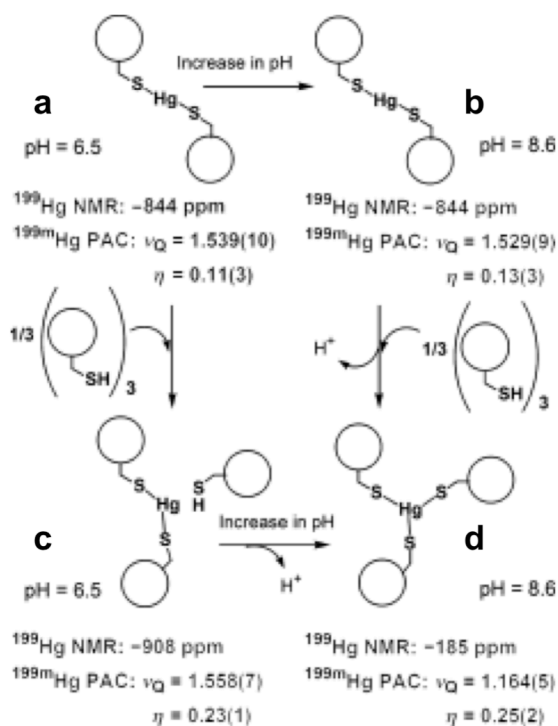 Increase in pH
a
S
Hg
S
b
S
Hg
S
pH = 6.5
pH = 8.6
¹⁹⁹Hg NMR: −844 ppm
¹⁹⁹ᵐHg PAC: νQ = 1.539(10)
η = 0.11(3)
¹⁹⁹Hg NMR: −844 ppm
¹⁹⁹ᵐHg PAC: νQ = 1.529(9)
η = 0.13(3)
1/3
SH
3
H⁺
1/3
SH
3
S
Hg
S
H
S
Increase in pH
H⁺
S
S
Hg
S
c
d
pH = 6.5
pH = 8.6
¹⁹⁹Hg NMR: −908 ppm
¹⁹⁹ᵐHg PAC: νQ = 1.558(7)
η = 0.23(1)
¹⁹⁹Hg NMR: −185 ppm
¹⁹⁹ᵐHg PAC: νQ = 1.164(5)
η = 0.25(2)